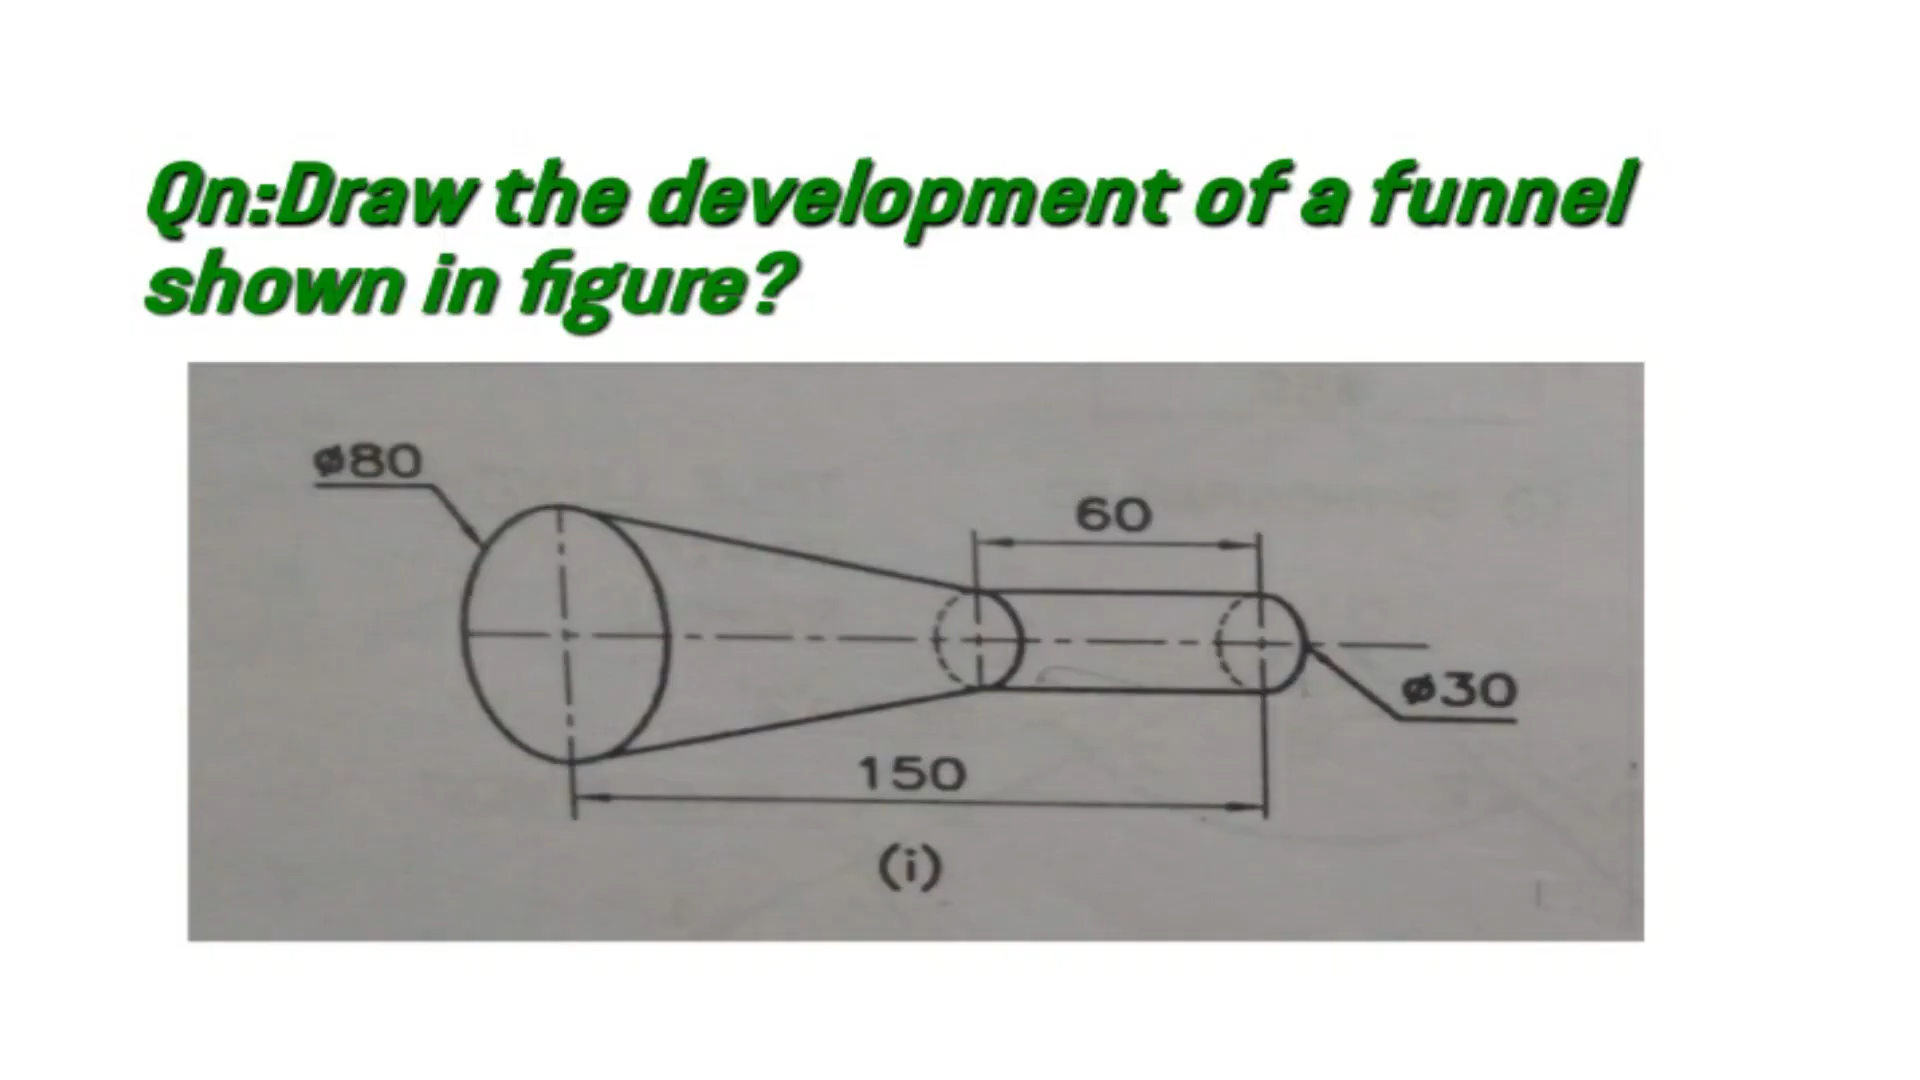 Qn:Draw the development of a funnel
shown in figure?
ø80
60
ø30
150
(i)